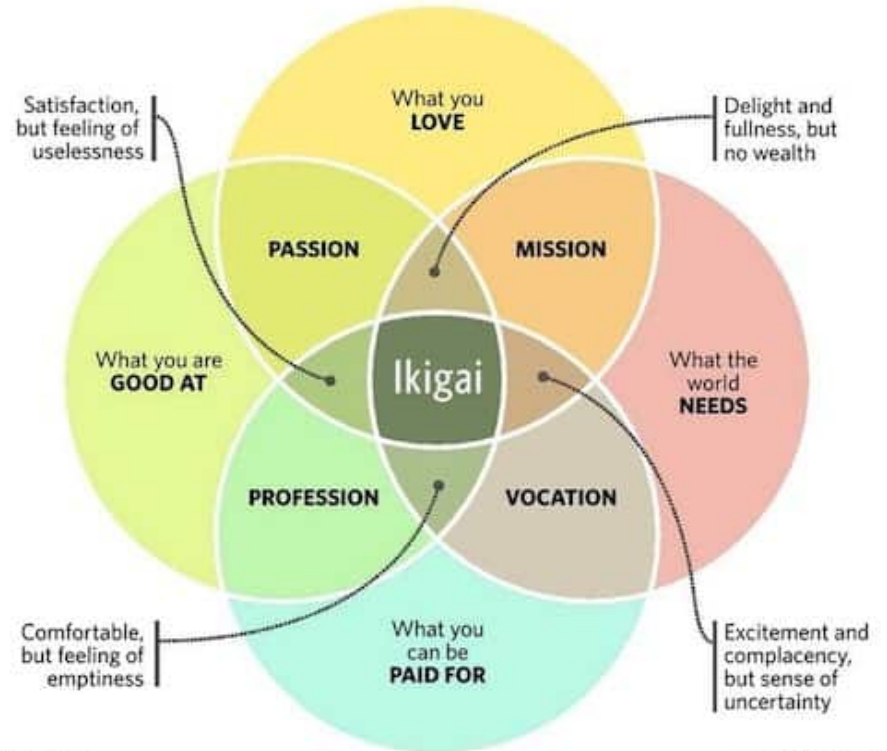 What you
LOVE
Satisfaction,
but feeling of
uselessness
Delight and
fullness, but
no wealth
PASSION
MISSION
What you are
GOOD AT
Ikigai
What the
world
NEEDS
PROFESSION
VOCATION
Comfortable,
but feeling of
emptiness
What you
can be
PAID FOR
Excitement and
complacency,
but sense of
uncertainty